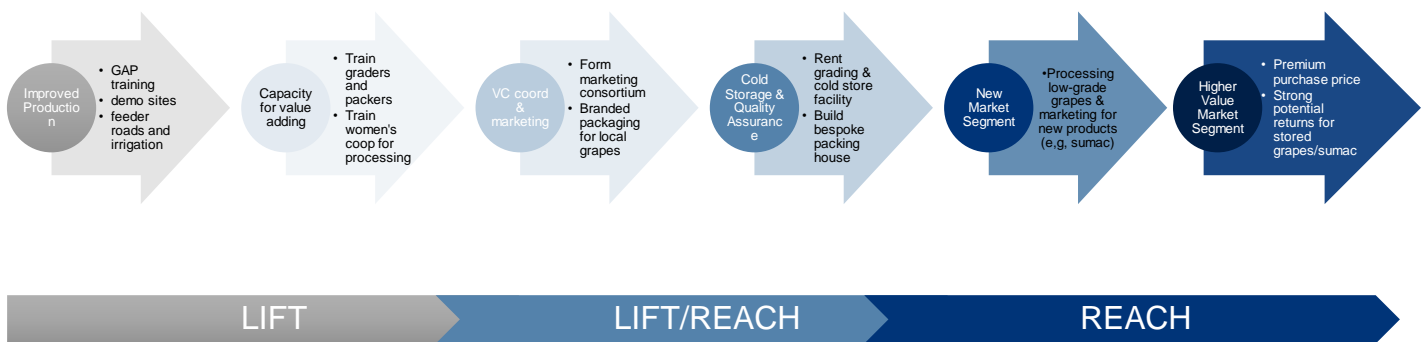 Improved
Productio
n
• GAP
training
• demo sites
• feeder
roads and
irrigation
Capacity
for value
adding
• Train
graders
and
packers
• Train
women's
coop for
processing
VC coord
&
marketing
• Form
marketing
consortium
• Branded
packaging
for local
grapes
Cold
Storage &
Quality
Assuranc
e
• Rent
grading &
cold store
facility
• Build
bespoke
packing
house
New
Market
Segment
•Processing
low-grade
grapes &
marketing for
new products
(e,g, sumac)
Higher
Value
Market
Segment
• Premium
purchase price
• Strong
potential
returns for
stored
grapes/sumac
LIFT
LIFT/REACH
REACH